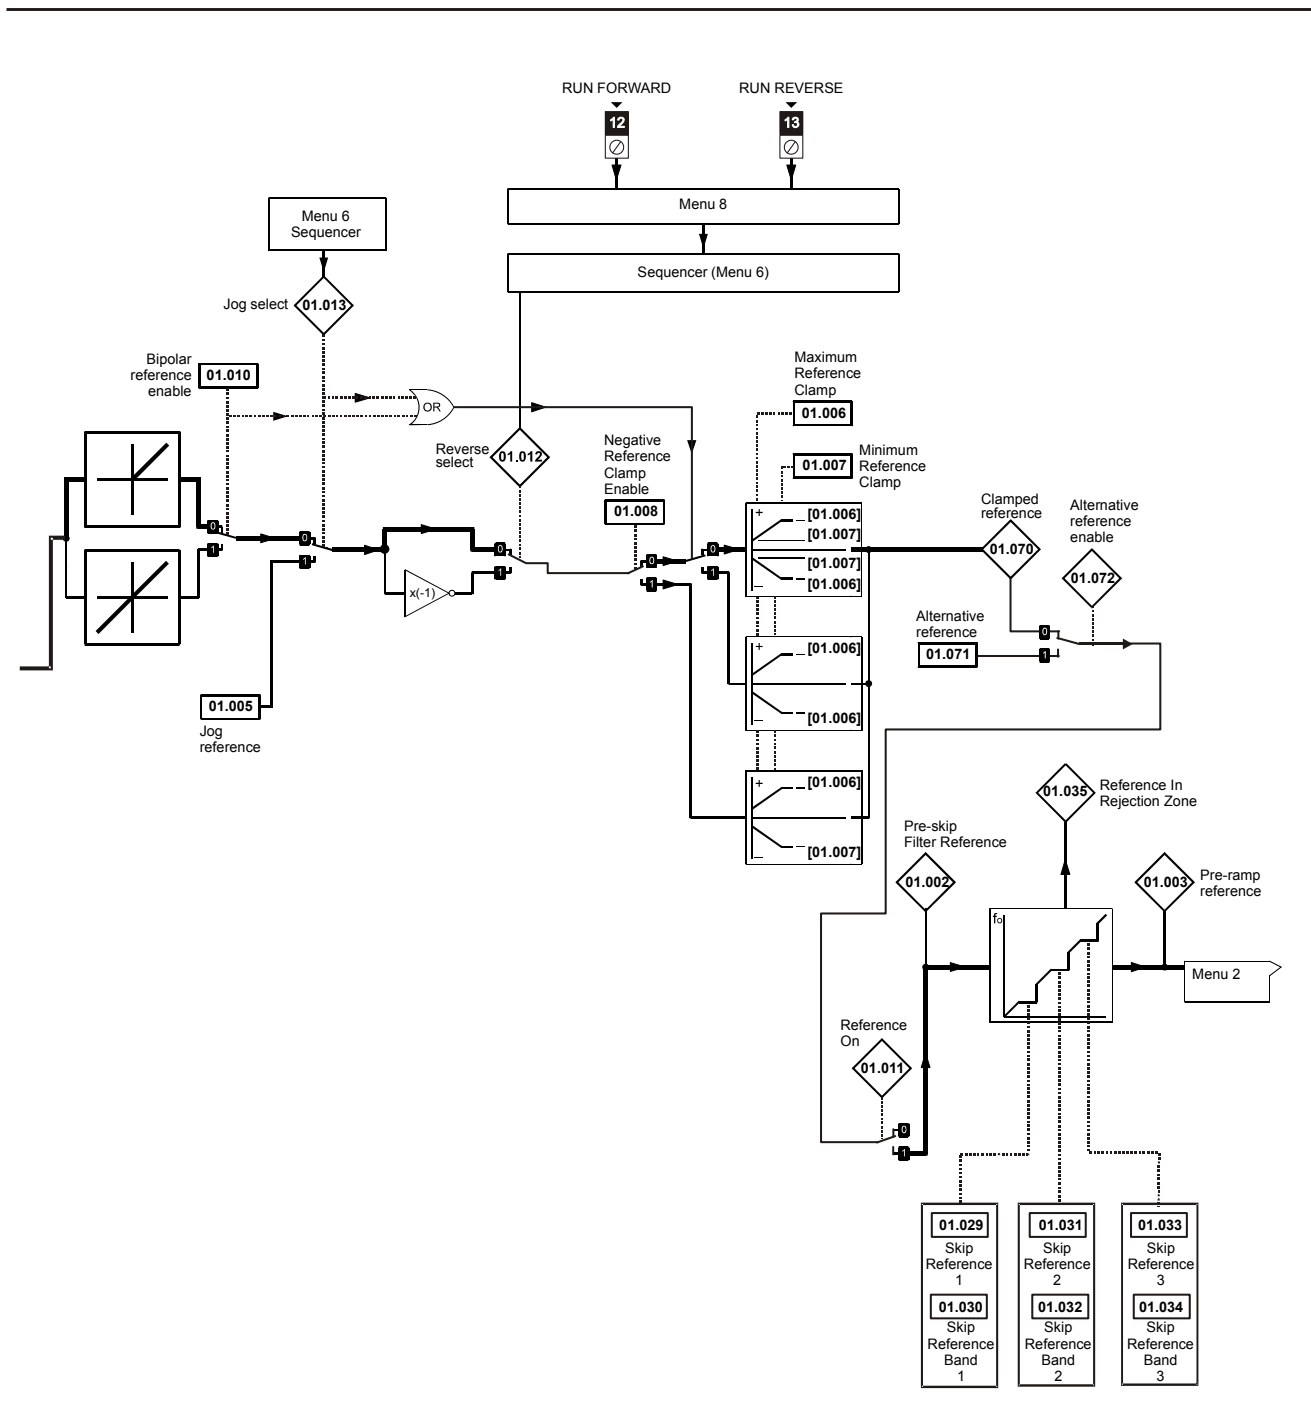 RUN FORWARD
RUN REVERSE
12
13
Menu 8
Menu 6
Sequencer
Sequencer (Menu 6)
Jog select
01.013
Bipolar
reference
enable
01.010
OR
Reverse
select
01.012
Negative
Reference
Clamp
Enable
01.008
Maximum
Reference
Clamp
01.006
01.007
Minimum
Reference
Clamp
0
1
0
1
x(-1)
0
1
0
1
0
1
+
[01.006]
[01.007]
[01.007]
[01.006]
–
Clamped
reference
01.070
Alternative
reference
enable
01.072
Alternative
reference
01.071
0
1
+
[01.006]
[01.006]
–
01.005
Jog
reference
+
[01.006]
[01.007]
–
01.035
Reference In
Rejection Zone
Pre-skip
Filter Reference
01.002
01.003
Pre-ramp
reference
fo
Menu 2
Reference
On
01.011
0
1
01.029
Skip
Reference
1
01.030
Skip
Reference
Band
1
01.031
Skip
Reference
2
01.032
Skip
Reference
Band
2
01.033
Skip
Reference
3
01.034
Skip
Reference
Band
3